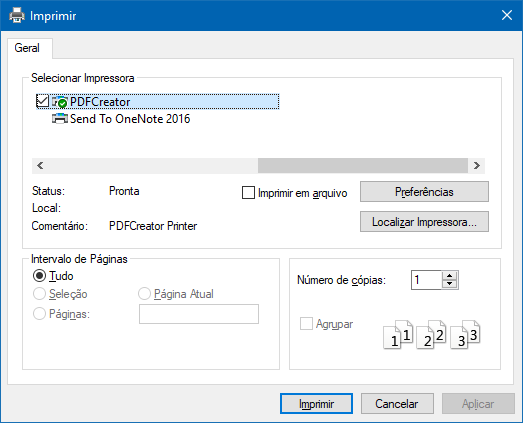 Imprimir
Geral
Selecionar Impressora
PDFCreator
Send To OneNote 2016
Status: Pronta
Imprimir em arquivo
Preferências
Local:
Comentário: PDFCreator Printer
Localizar Impressora...
Intervalo de Páginas
Tudo
Seleção
Página Atual
Páginas:
Número de cópias: 1
Agrupar
1 1 2 2 3 3
Imprimir
Cancelar
Aplicar